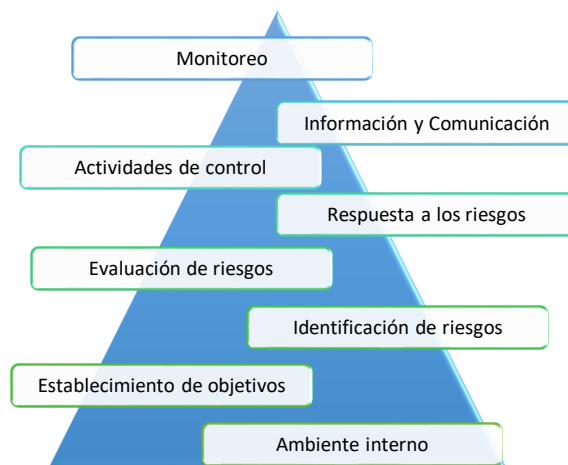 Monitoreo
Información y Comunicación
Actividades de control
Respuesta a los riesgos
Evaluación de riesgos
Identificación de riesgos
Establecimiento de objetivos
Ambiente interno